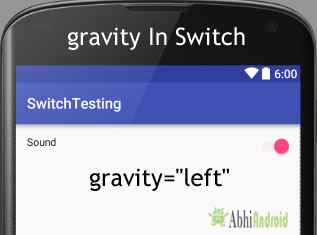 gravity In Switch
6:00
SwitchTesting
Sound
gravity="left"
AbhiAndroid